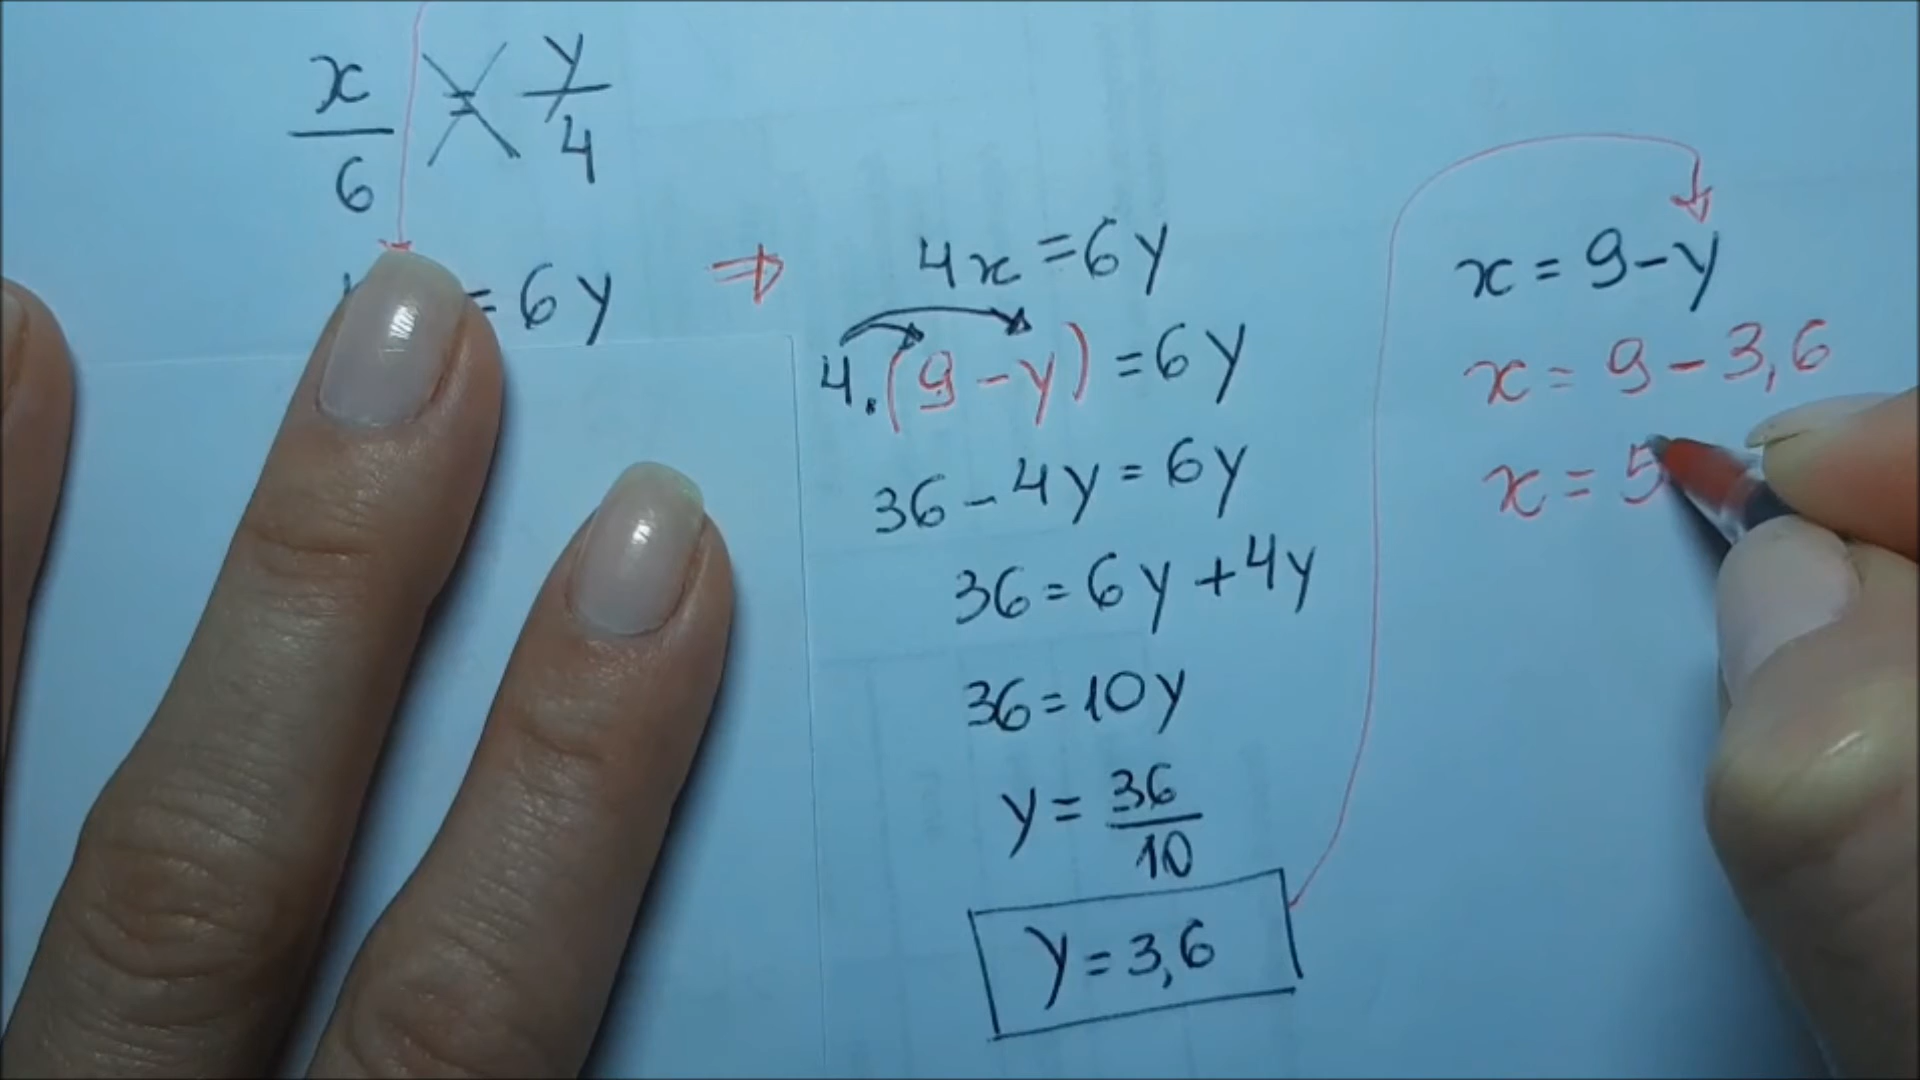 x/6 = y/4
= 6y ⇒ 4x = 6y
4.(9 - y) = 6y
36 - 4y = 6y
36 = 6y + 4y
36 = 10y
y = 36/10
y = 3,6
x = 9 - y
x = 9 - 3,6
x = 5